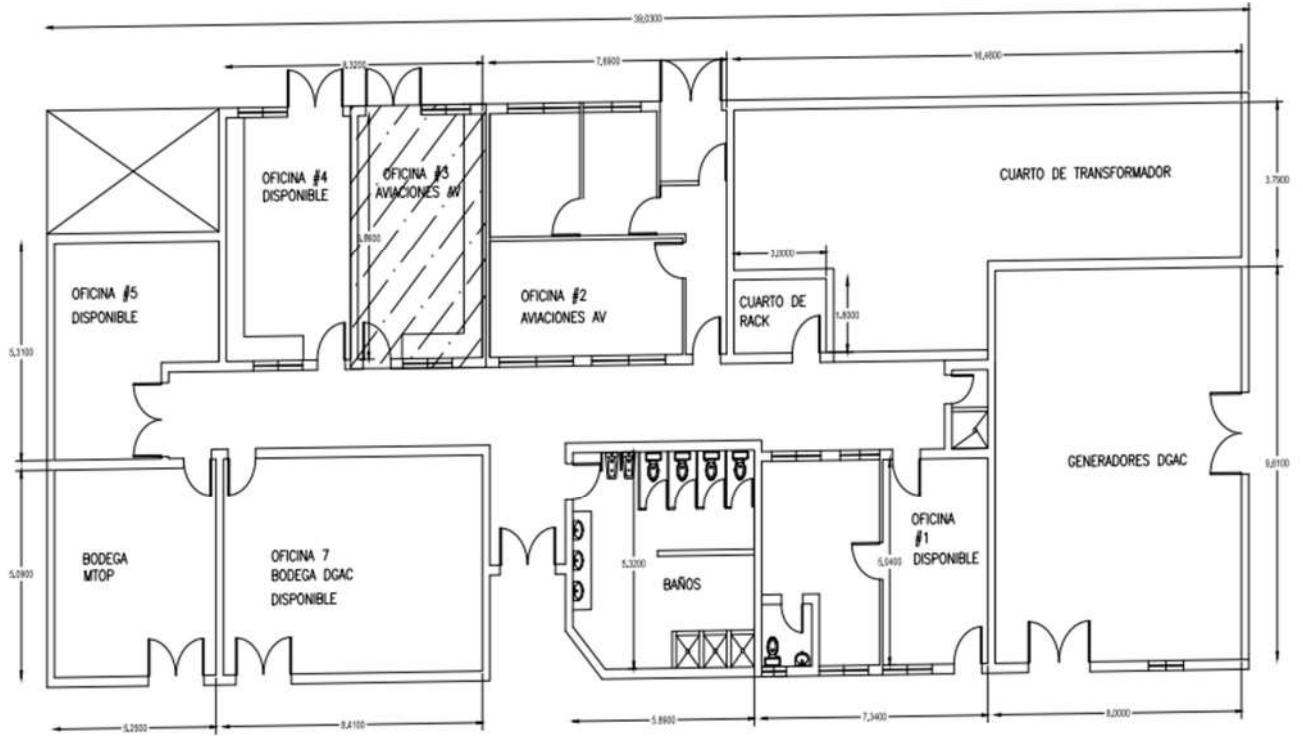 39,0300
8,3200
7,8900
16,4600
OFICINA #4
DISPONIBLE
OFICINA #3
AVIACIONES AV
CUARTO DE TRANSFORMADOR
3,7900
3,0000
OFICINA #5
DISPONIBLE
OFICINA #2
AVIACIONES AV
CUARTO DE
RACK
1,8000
5,3100
GENERADORES DGAC
9,6100
OFICINA
#1
DISPONIBLE
BODEGA
MTOP
OFICINA 7
BODEGA DGAC
DISPONIBLE
5,3200
5,0400
BAÑOS
5,0900
5,2500
8,4100
5,8900
7,3400
8,0000